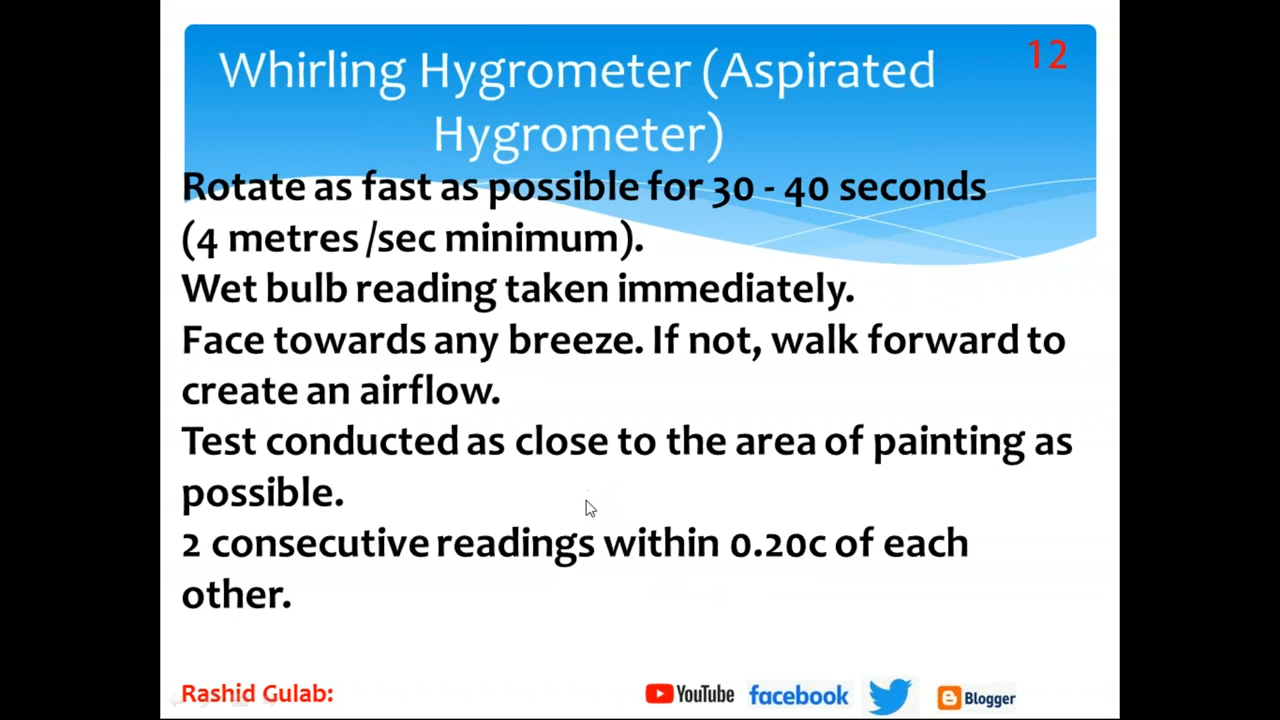 Whirling Hygrometer (Aspirated
Hygrometer)
12
Rotate as fast as possible for 30 - 40 seconds
(4 metres /sec minimum).
Wet bulb reading taken immediately.
Face towards any breeze. If not, walk forward to
create an airflow.
Test conducted as close to the area of painting as
possible.
2 consecutive readings within 0.20c of each
other.
Rashid Gulab:
YouTube facebook Blogger